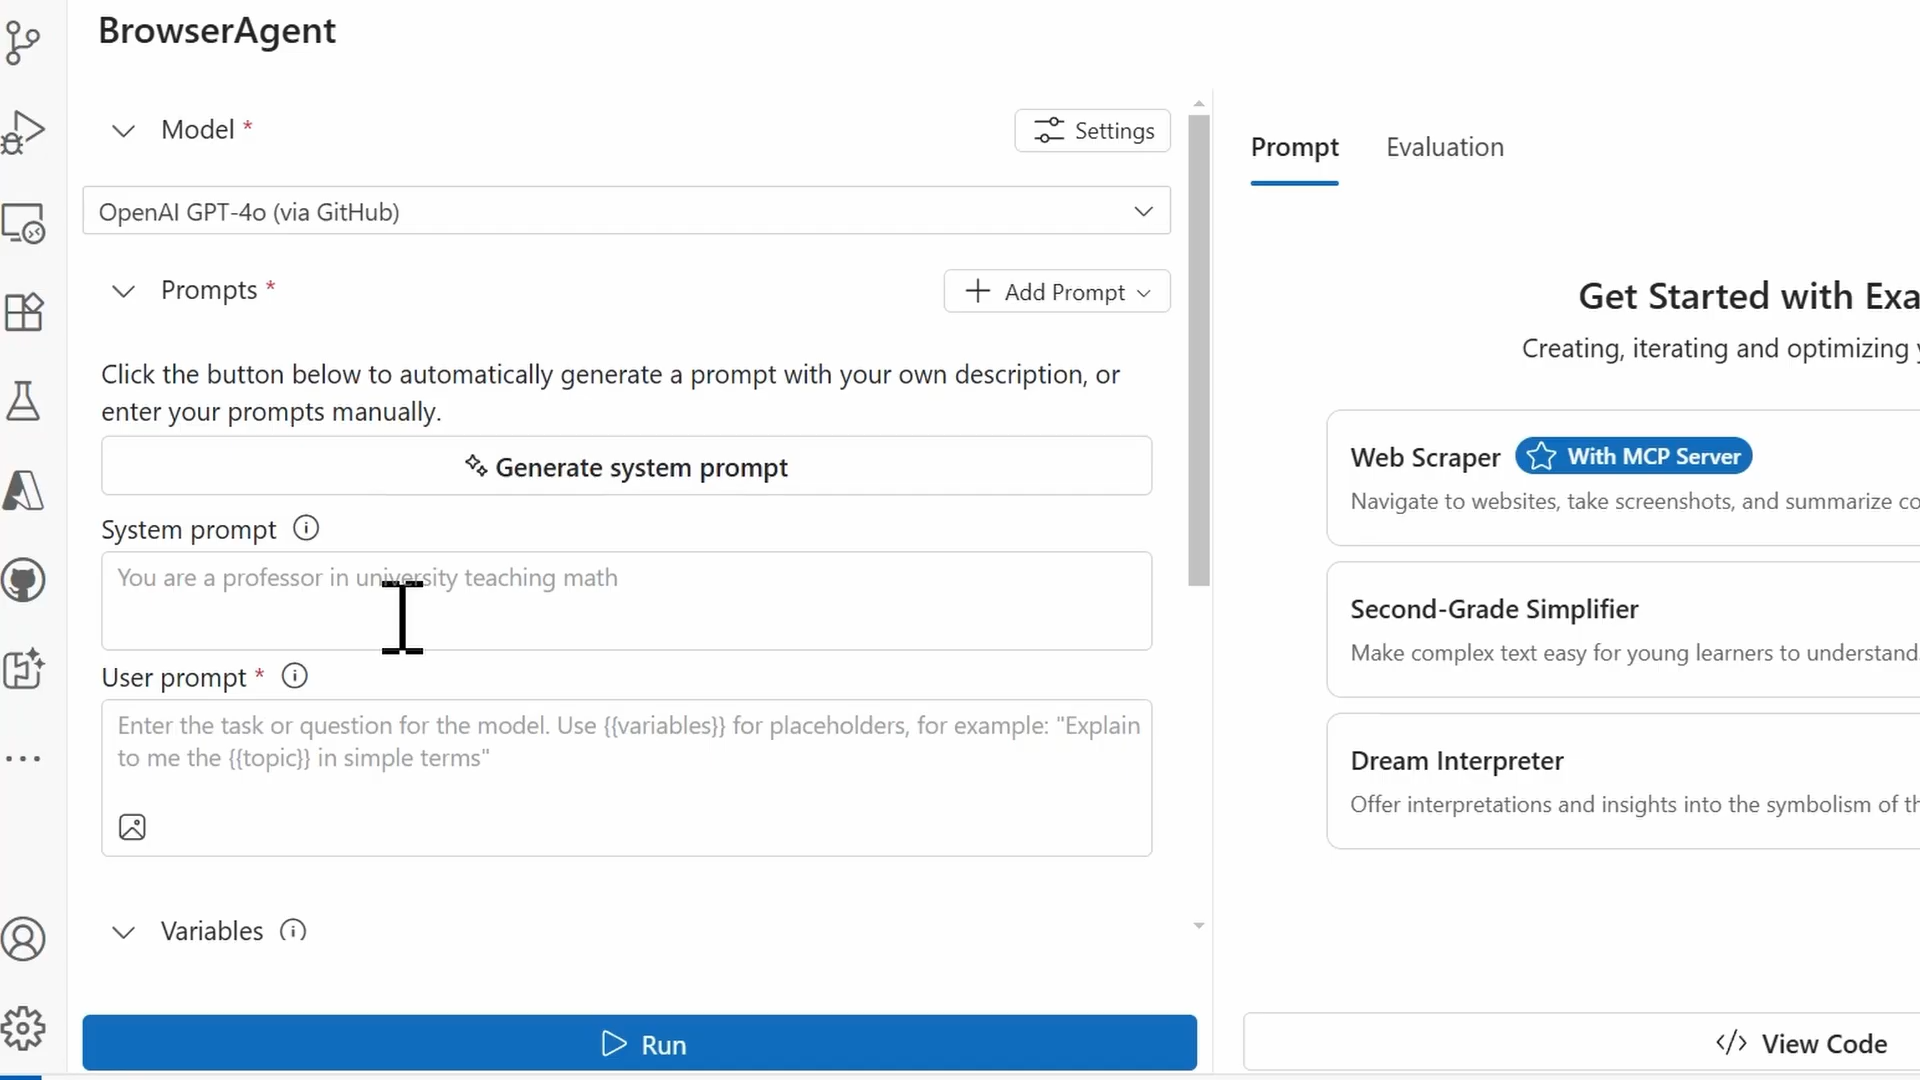 BrowserAgent
Model *
Settings
OpenAI GPT-4o (via GitHub)
Prompts *
Add Prompt
Click the button below to automatically generate a prompt with your own description, or
enter your prompts manually.
Generate system prompt
System prompt
You are a professor in university teaching math
User prompt *
Enter the task or question for the model. Use {{variables}} for placeholders, for example: "Explain
to me the {{topic}} in simple terms"
Variables
Run
Prompt Evaluation
Get Started with Exa
Creating, iterating and optimizing
Web Scraper With MCP Server
Navigate to websites, take screenshots, and summarize co
Second-Grade Simplifier
Make complex text easy for young learners to understand.
Dream Interpreter
Offer interpretations and insights into the symbolism of th
</> View Code